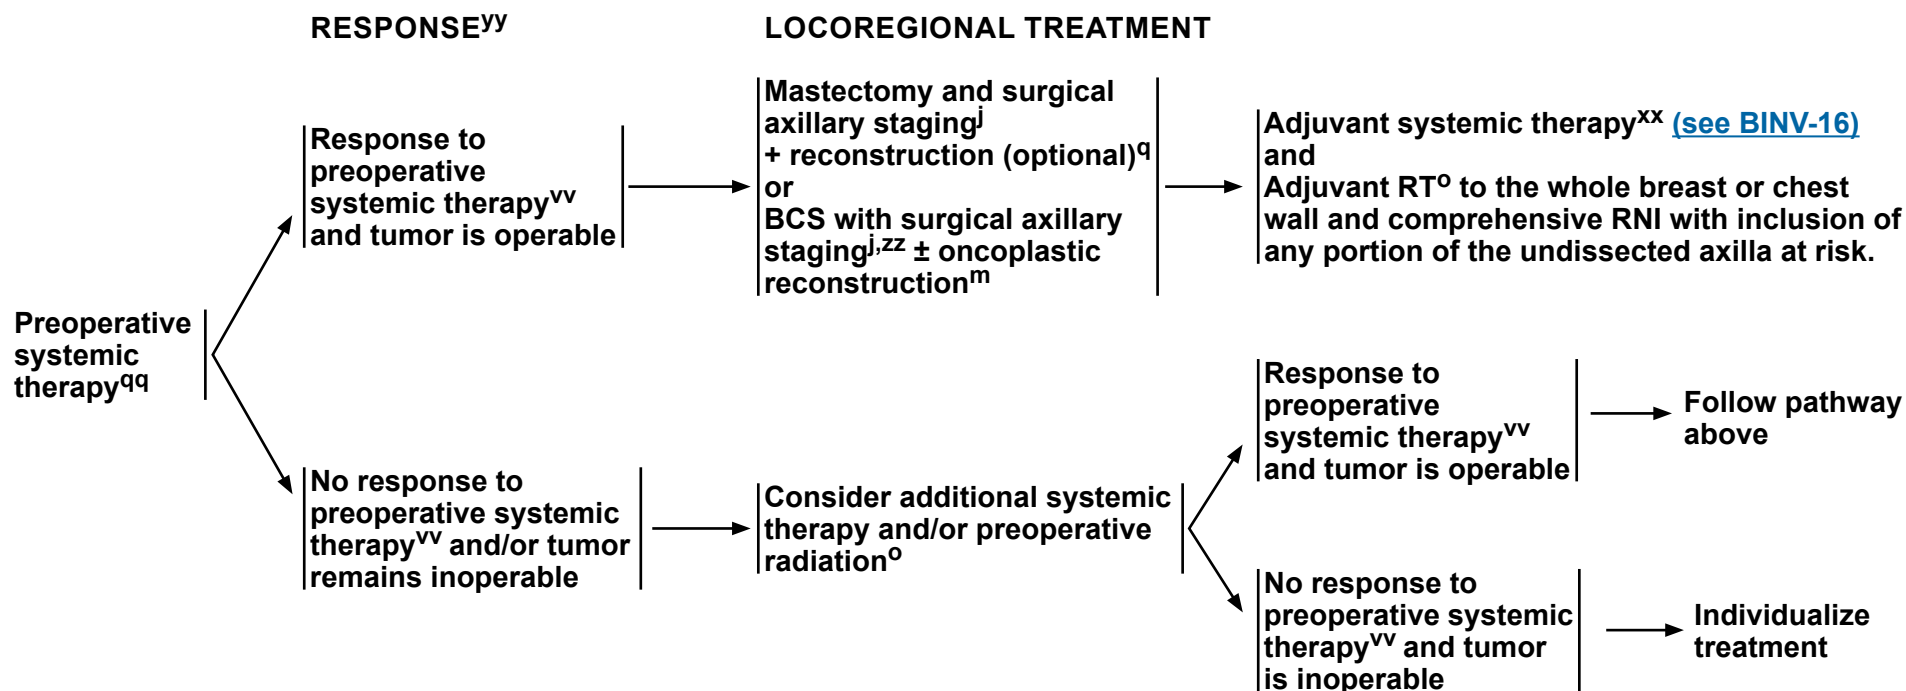 RESPONSEyy
LOCOREGIONAL TREATMENT
Preoperative
systemic
therapyqq
Response to
preoperative
systemic therapyvv
and tumor is operable
Mastectomy and surgical
axillary stagingj
+ reconstruction (optional)q
or
BCS with surgical axillary
stagingj,zz ± oncoplastic
reconstructionm
Adjuvant systemic therapyxx (see BINV-16)
and
Adjuvant RTo to the whole breast or chest
wall and comprehensive RNI with inclusion of
any portion of the undissected axilla at risk.
No response to
preoperative systemic
therapyvv and/or tumor
remains inoperable
Consider additional systemic
therapy and/or preoperative
radiationo
Response to
preoperative
systemic therapyvv
and tumor is operable
Follow pathway
above
No response to
preoperative systemic
therapyvv and tumor
is inoperable
Individualize
treatment